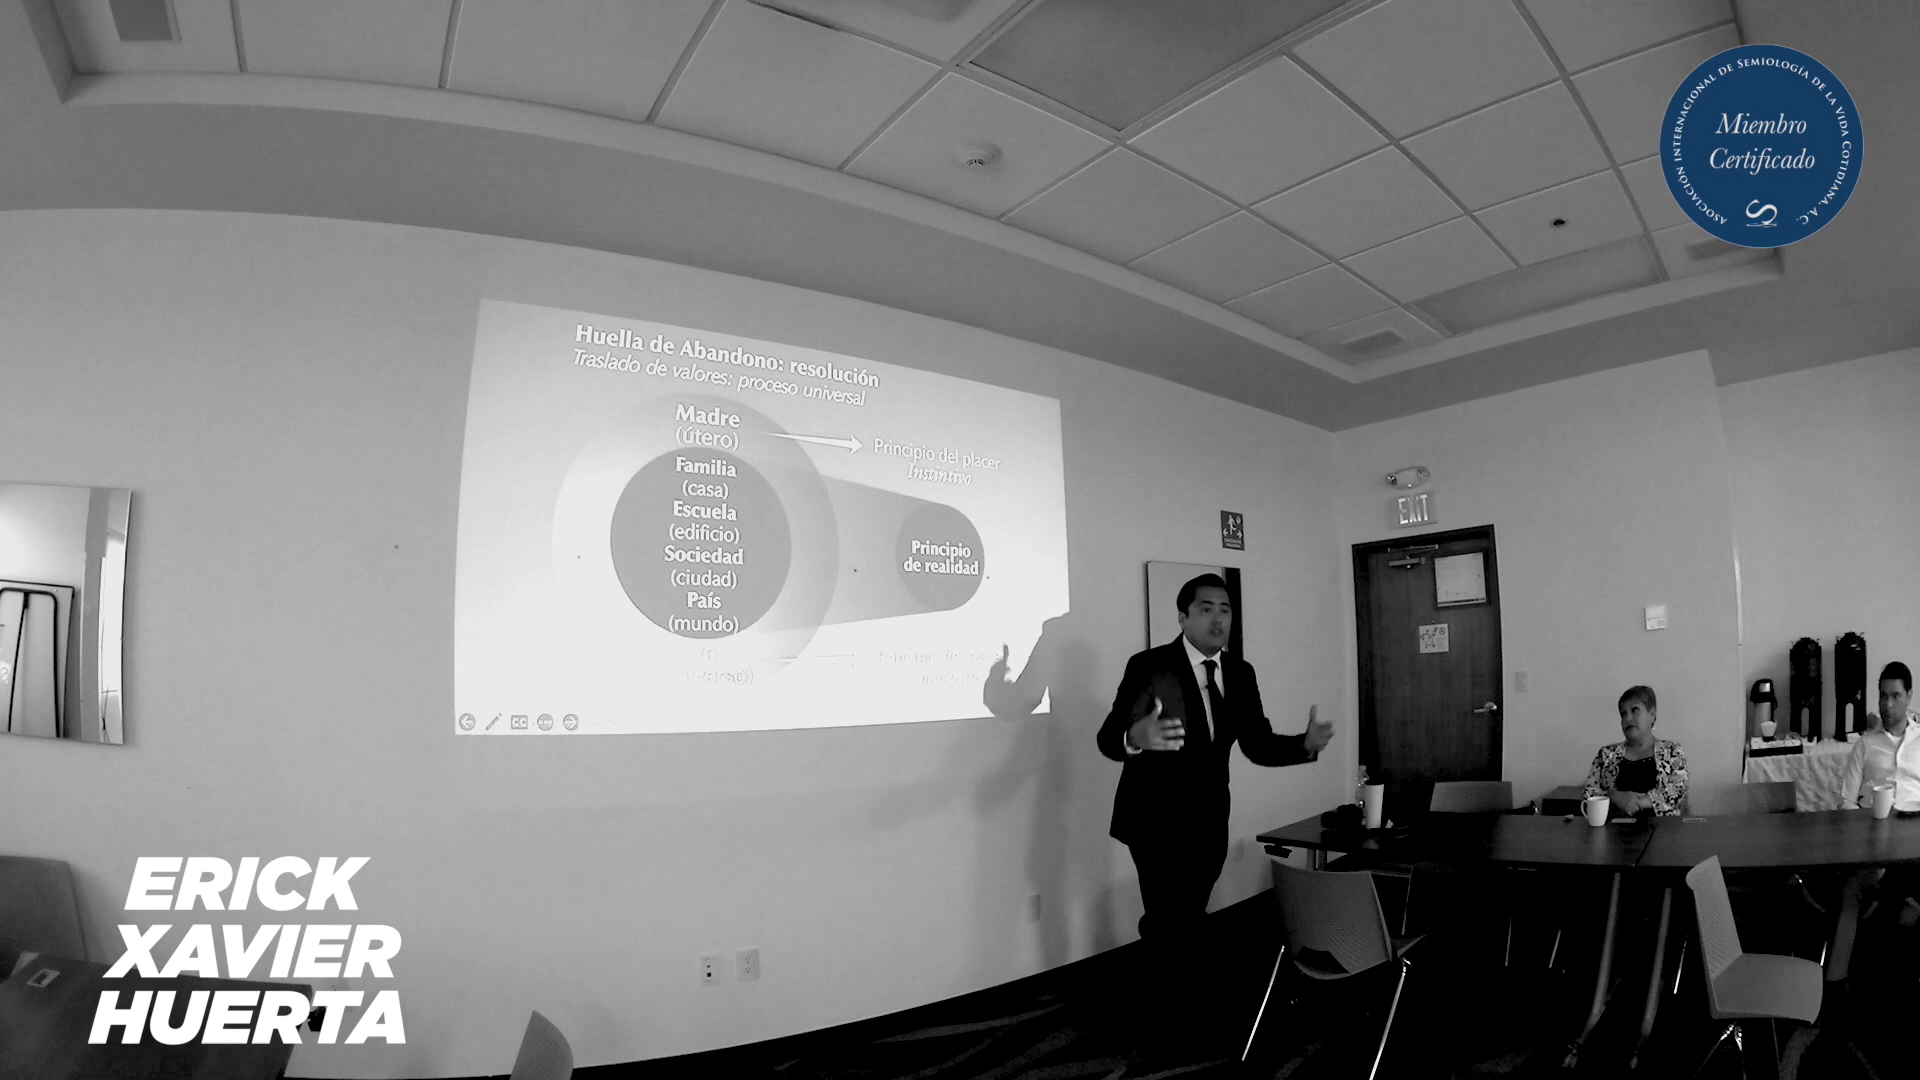 ASOCIACIÓN INTERNACIONAL DE SEMIOLOGÍA DE LA VIDA COTIDIANA, A.C.
Miembro
Certificado
Huella de Abandono: resolución
Traslado de valores: proceso universal
Madre
(útero)
Principio del placer
Instintivo
Familia
(casa)
Escuela
(edificio)
Sociedad
(ciudad)
País
(mundo)
Principio
de realidad
CC
EXIT
ERICK
XAVIER
HUERTA